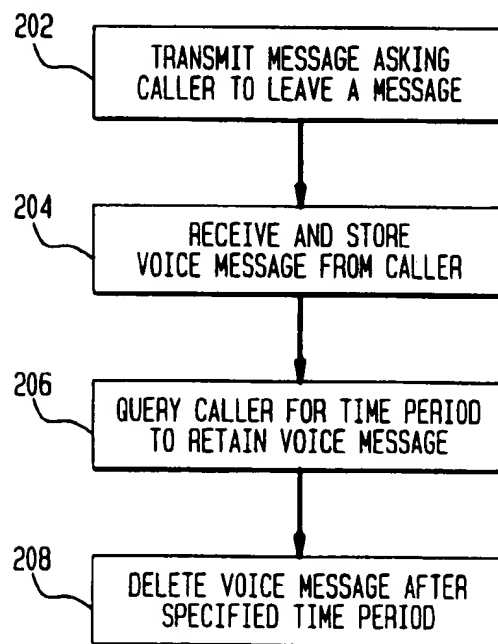 202
TRANSMIT MESSAGE ASKING
CALLER TO LEAVE A MESSAGE
204
RECEIVE AND STORE
VOICE MESSAGE FROM CALLER
206
QUERY CALLER FOR TIME PERIOD
TO RETAIN VOICE MESSAGE
208
DELETE VOICE MESSAGE AFTER
SPECIFIED TIME PERIOD